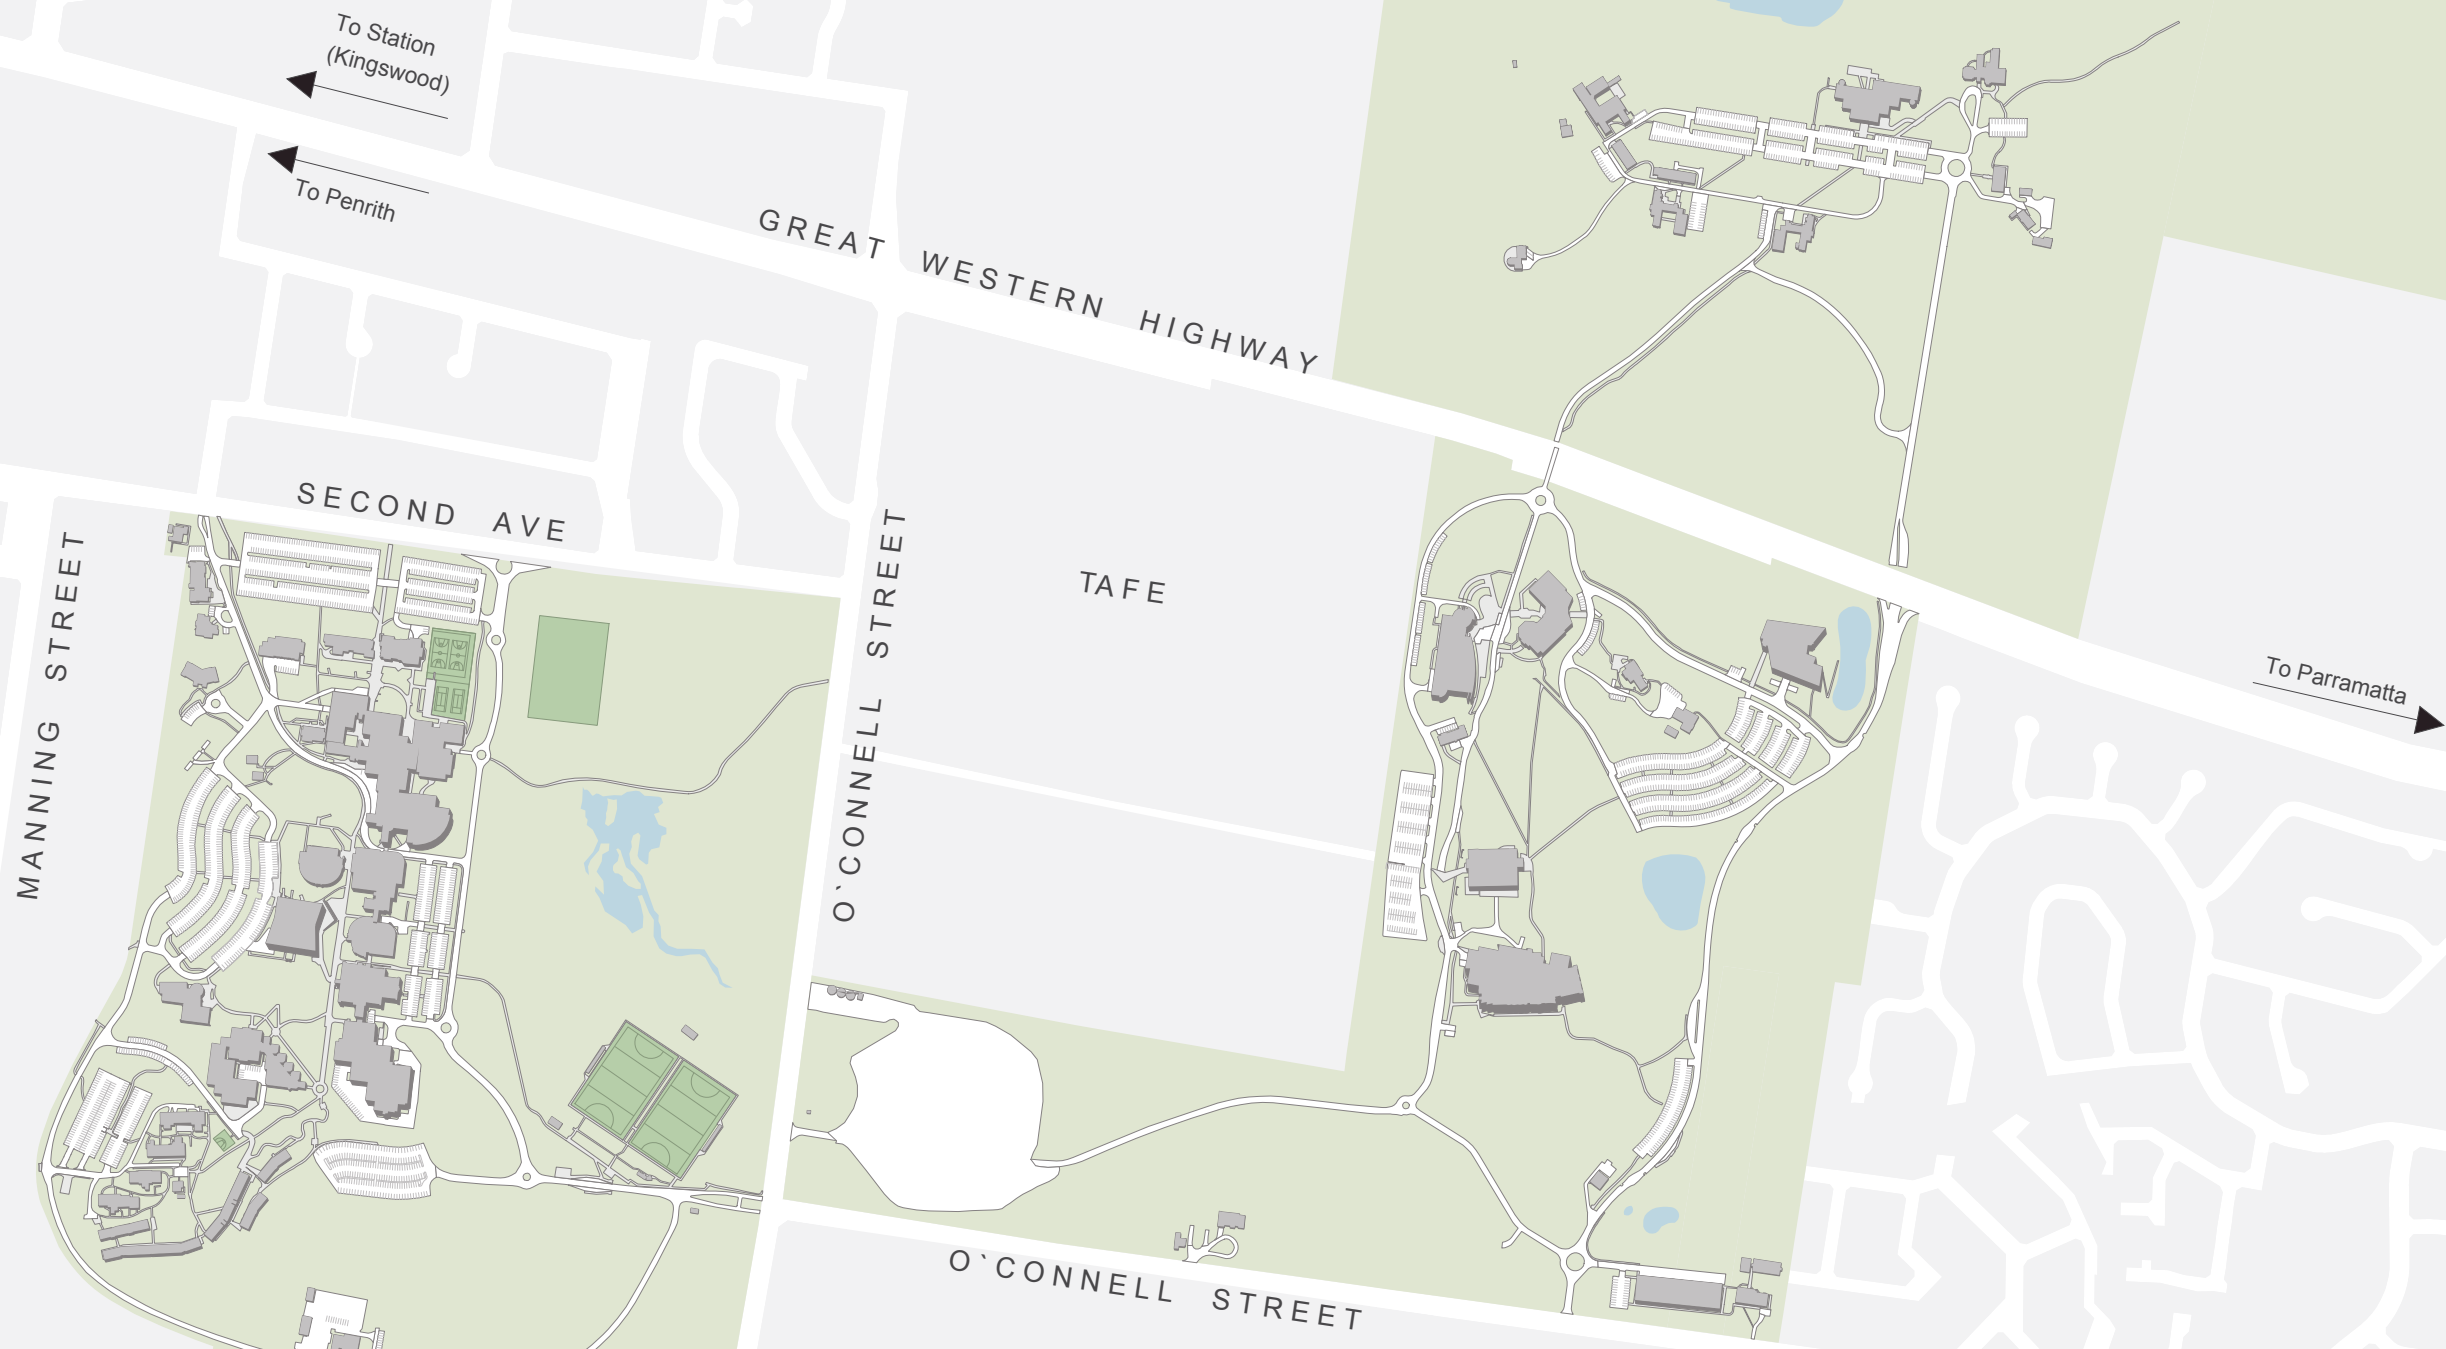 To Station
(Kingswood)
To Penrith
GREAT WESTERN HIGHWAY
SECOND AVE
MANNING STREET
O`CONNELL STREET
TAFE
To Parramatta
O`CONNELL STREET